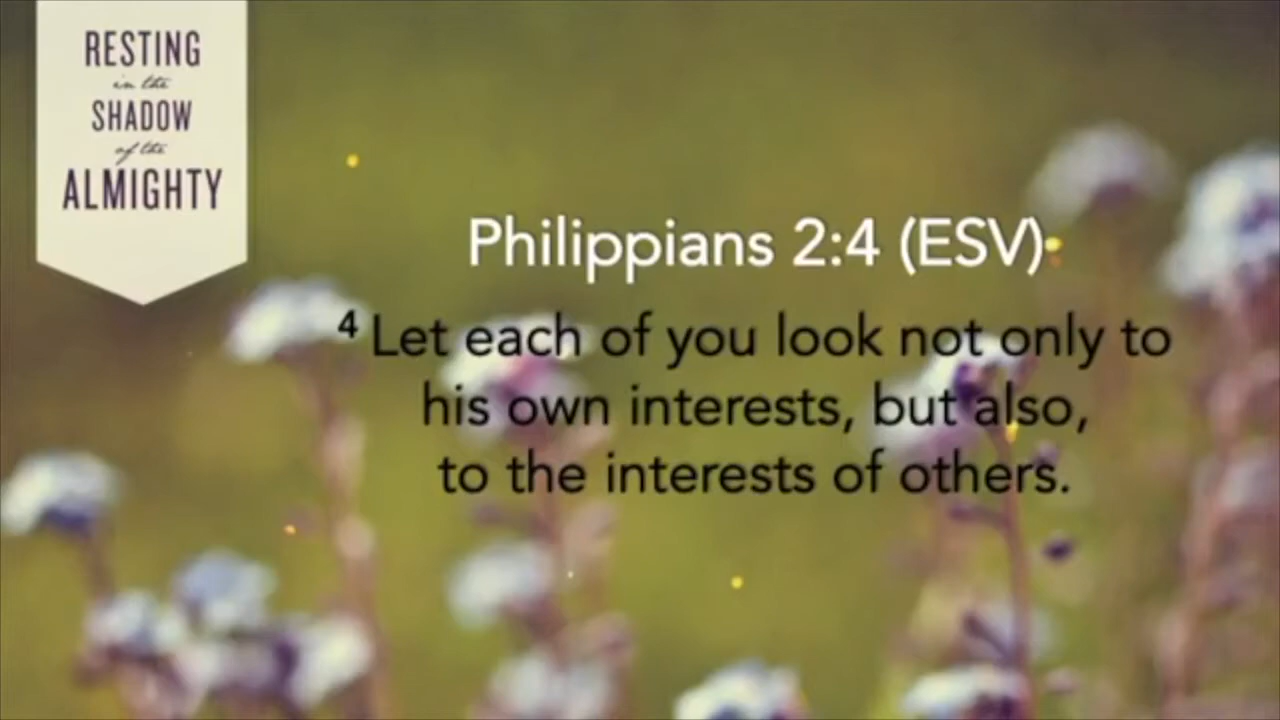 RESTING
in the
SHADOW
of the
ALMIGHTY
Philippians 2:4 (ESV)
4 Let each of you look not only to
his own interests, but also,
to the interests of others.